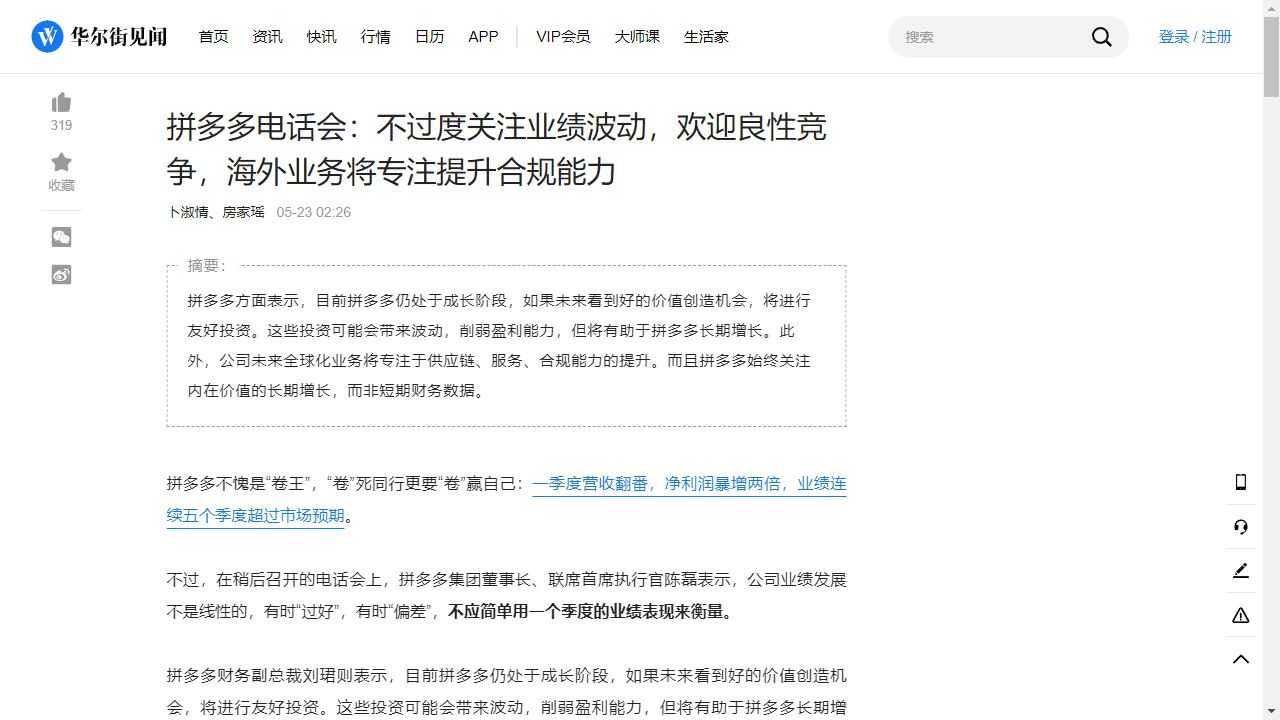 华尔街见闻 首页 资讯 快讯 行情 日历 APP VIP会员 大师课 生活家 搜索 登录 / 注册
319
收藏
拼多多电话会：不过度关注业绩波动，欢迎良性竞
争，海外业务将专注提升合规能力
卜淑情、房家瑶 05-23 02:26
摘要：
拼多多方面表示，目前拼多多仍处于成长阶段，如果未来看到好的价值创造机会，将进行
友好投资。这些投资可能会带来波动，削弱盈利能力，但将有助于拼多多长期增长。此
外，公司未来全球化业务将专注于供应链、服务、合规能力的提升。而且拼多多始终关注
内在价值的长期增长，而非短期财务数据。
拼多多不愧是“卷王”，“卷”死同行更要“卷”赢自己：一季度营收翻番，净利润暴增两倍，业绩连
续五个季度超过市场预期。
不过，在稍后召开的电话会上，拼多多集团董事长、联席首席执行官陈磊表示，公司业绩发展
不是线性的，有时“过好”，有时“偏差”，不应简单用一个季度的业绩表现来衡量。
拼多多财务副总裁刘珺则表示，目前拼多多仍处于成长阶段，如果未来看到好的价值创造机
会，将进行友好投资。这些投资可能会带来波动，削弱盈利能力，但将有助于拼多多长期增